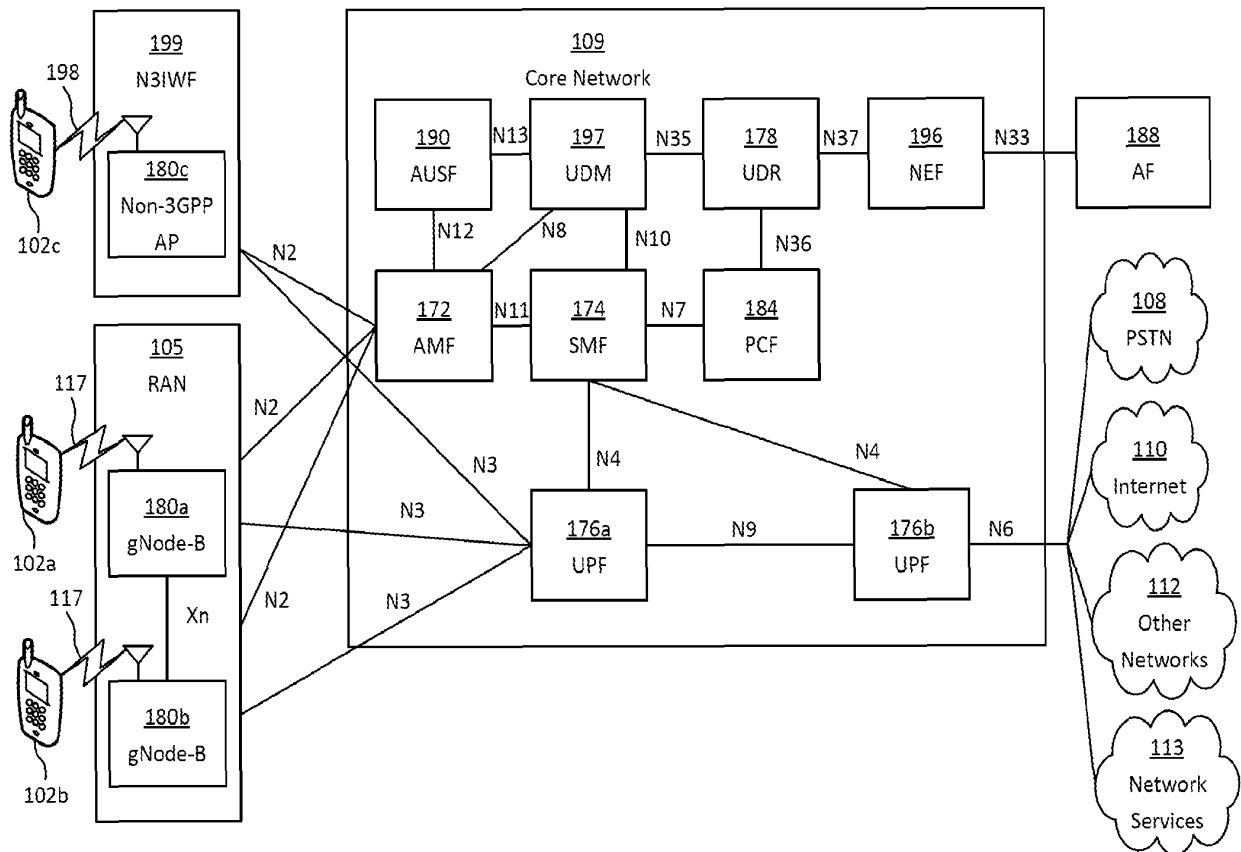 199
N3IWF
198
180c
Non-3GPP
AP
102c
N2
109
Core Network
190
AUSF
N13
197
UDM
N35
178
UDR
N37
196
NEF
N33
188
AF
N12
N8
N10
N36
172
AMF
N11
174
SMF
N7
184
PCF
105
RAN
117
N2
N3
180a
gNode-B
102a
N3
N2
Xn
117
N3
180b
gNode-B
102b
N4
N4
176a
UPF
N9
176b
UPF
N6
108
PSTN
110
Internet
112
Other
Networks
113
Network
Services